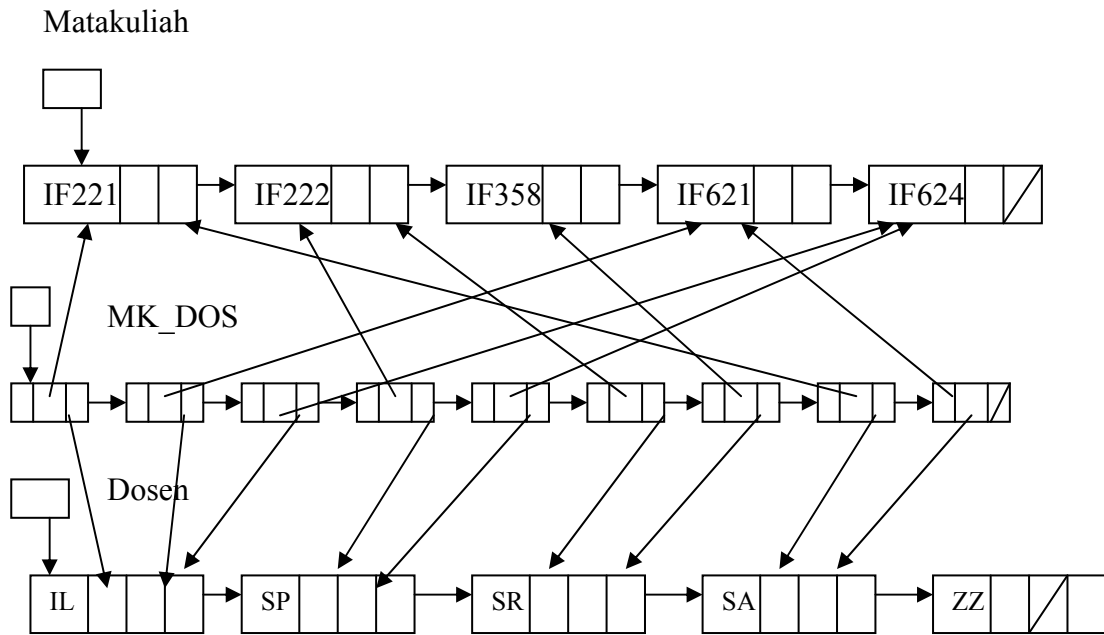 Matakuliah
IF221 IF222 IF358 IF621 IF624
MK_DOS
Dosen
IL SP SR SA ZZ